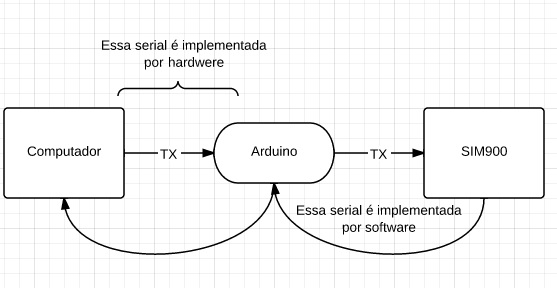 Essa serial é implementada
por hardwere
Computador
TX
Arduino
TX
SIM900
Essa serial é implementada
por software